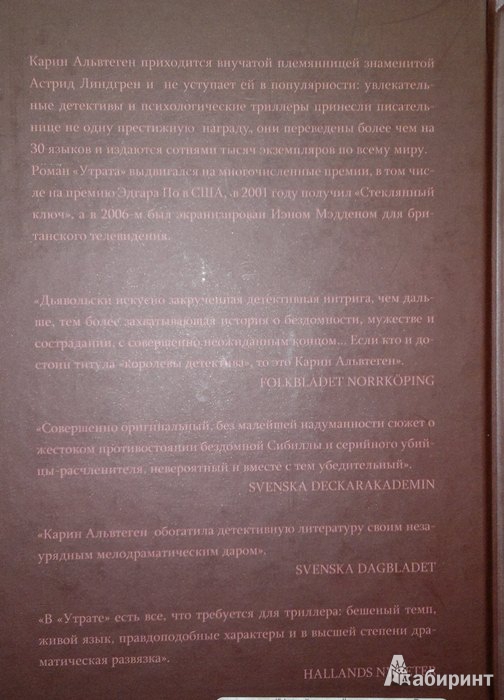 Карин Альвтеген приходится внучатой племянницей знаменитой
Астрид Линдгрен и не уступает ей в популярности: увлекатель-
ные детективы и психологические триллеры принесли писатель-
нице не одну престижную награду, они переведены более чем на
30 языков и издаются сотнями тысяч экземпляров по всему миру.
Роман «Утрата» выдвигался на многочисленные премии, в том чис-
ле на премию Эдгара По в США, в 2001 году получил «Стеклянный
ключ», а в 2006-м был экранизирован Иэном Мэдденом для бри-
танского телевидения.
«Дьявольски искусно закрученная детективная интрига, чем даль-
ше, тем более захватывающая история о бездомности, мужестве и
сострадании, с совершенно неожиданным концом... Если кто и до-
стоин титула «королевы детектива», то это Карин Альвтеген».
FOLKBLADET NORRKÖPING
«Совершенно оригинальный, без малейшей надуманности сюжет о
жестоком противостоянии бездомной Сибиллы и серийного убий-
цы-расчленителя, невероятный и вместе с тем убедительный».
SVENSKA DECKARAKADEMIN
«Карин Альвтеген обогатила детективную литературу своим неза-
урядным мелодраматическим даром».
SVENSKA DAGBLADET
«В «Утрате» есть все, что требуется для триллера: бешеный темп,
живой язык, правдоподобные характеры и в высшей степени дра-
матическая развязка».
HALLANDS NYHETER
Лабиринт